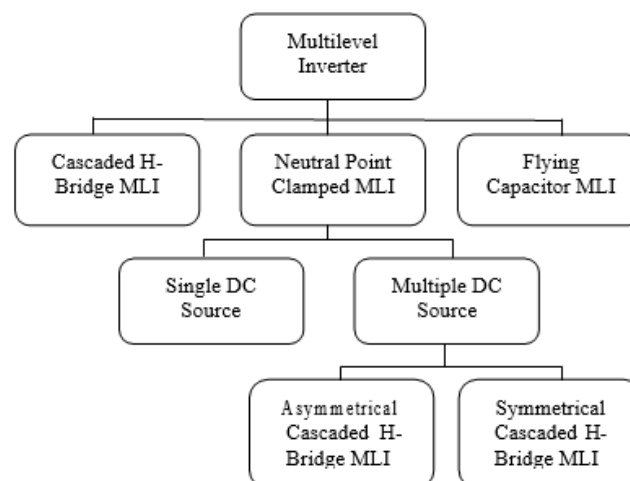 Multilevel
Inverter
Cascaded H-
Bridge MLI
Neutral Point
Clamped MLI
Flying
Capacitor MLI
Single DC
Source
Multiple DC
Source
Asymmetrical
Cascaded H-
Bridge MLI
Symmetrical
Cascaded H-
Bridge MLI